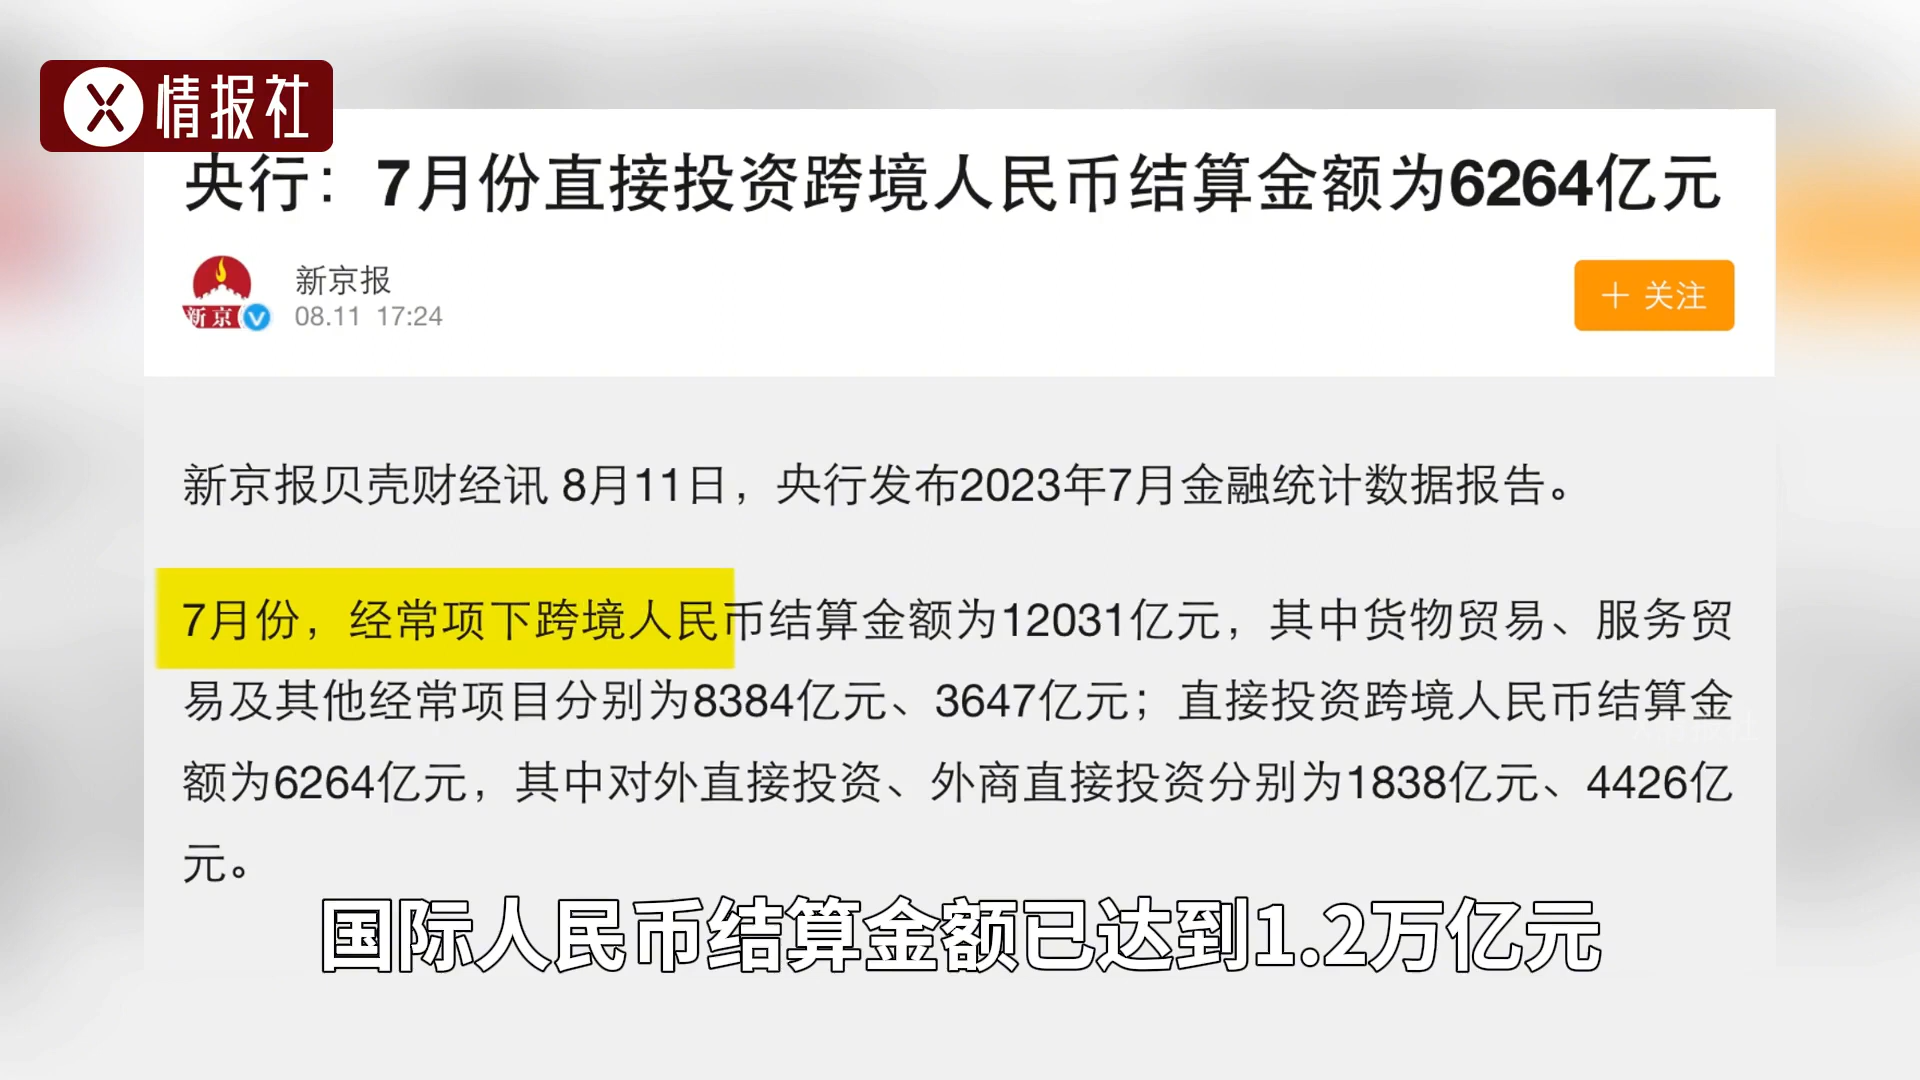 情报社
央行：7月份直接投资跨境人民币结算金额为6264亿元
新京报
08.11 17:24
新京
十 关注
新京报贝壳财经讯 8月11日，央行发布2023年7月金融统计数据报告。
7月份，经常项下跨境人民币结算金额为12031亿元，其中货物贸易、服务贸
易及其他经常项目分别为8384亿元、3647亿元；直接投资跨境人民币结算金
额为6264亿元，其中对外直接投资、外商直接投资分别为1838亿元、4426亿
元。
国际人民币结算金额已达到1.2万亿元